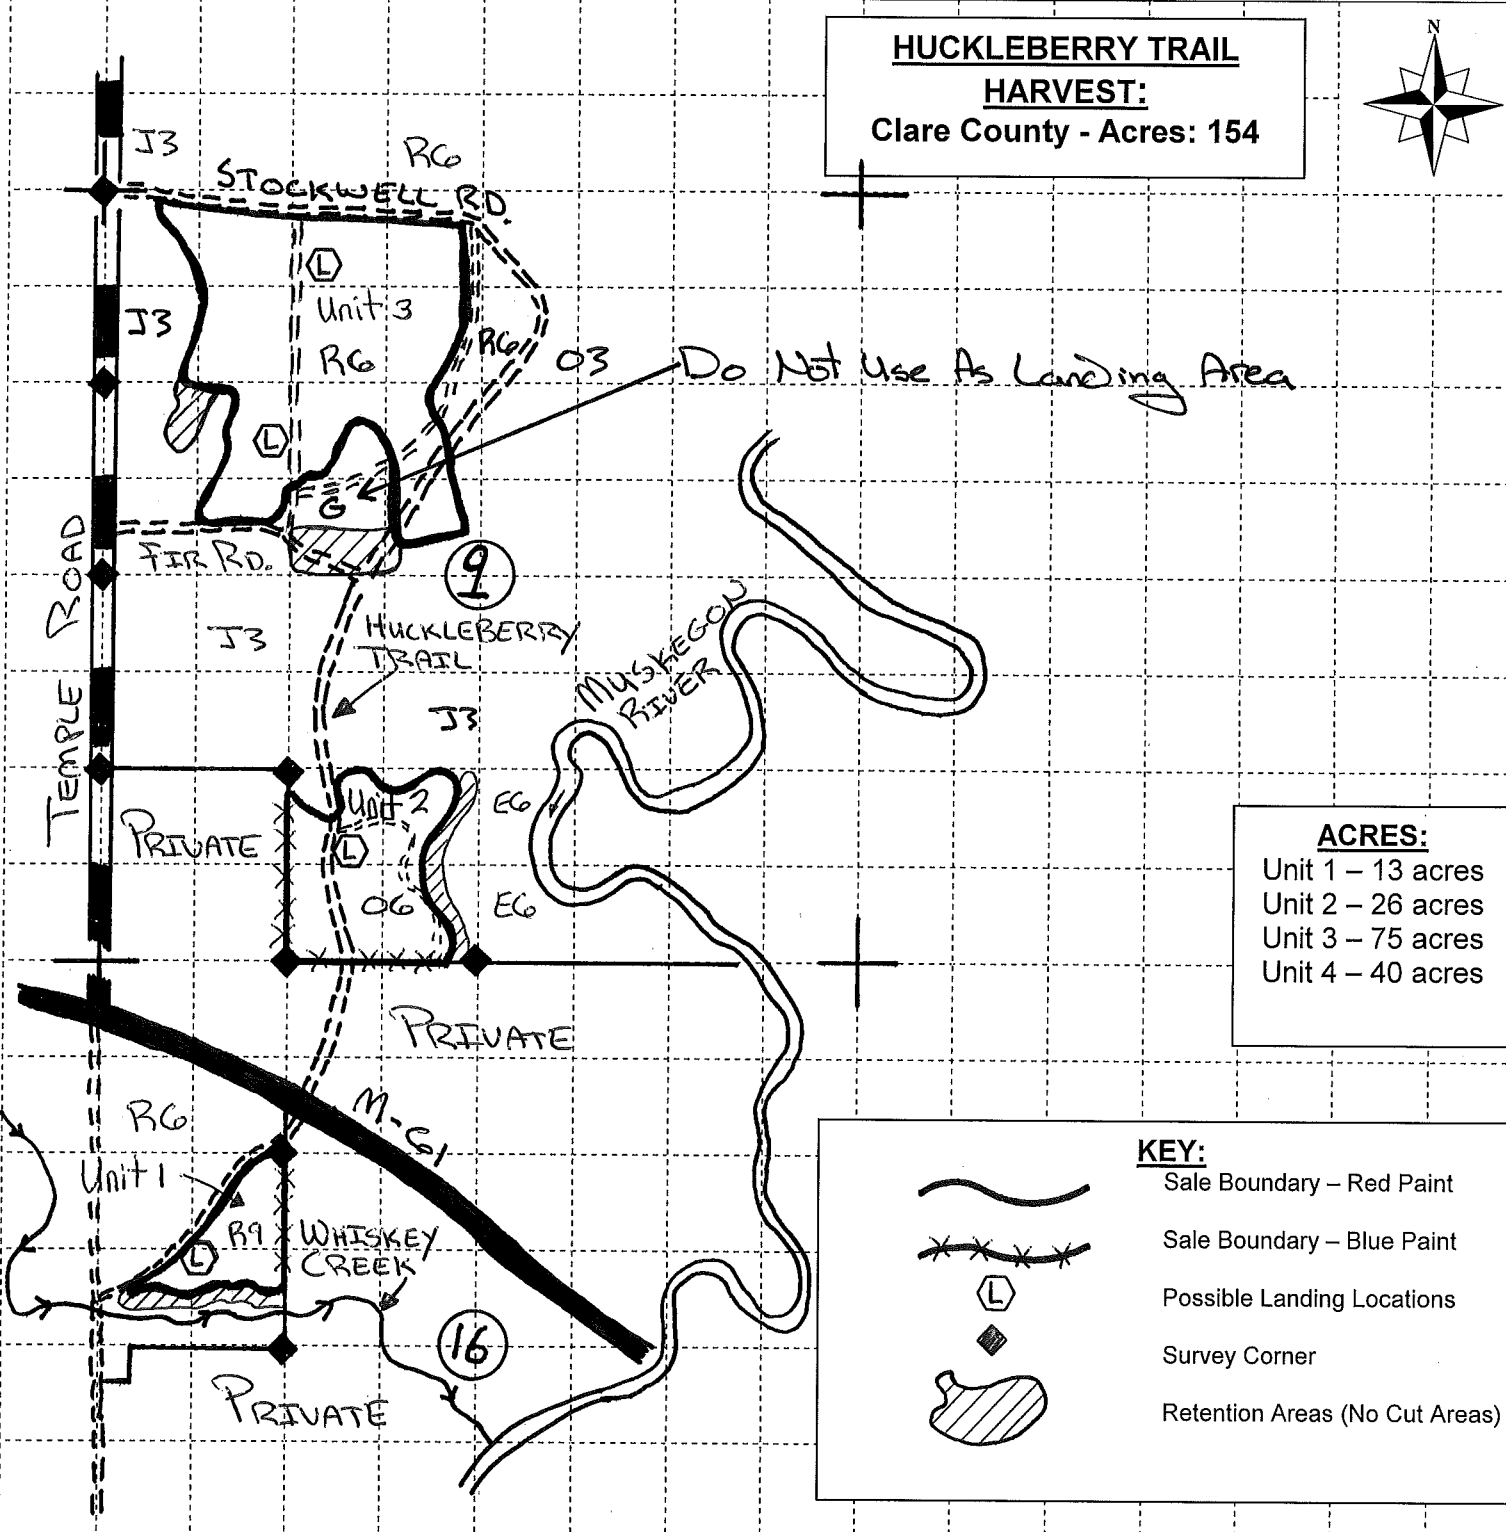 HUCKLEBERRY TRAIL
HARVEST:
Clare County - Acres: 154
N
J3
R6
STOCKWELL RD.
L
Unit 3
J3
R6
R6
O3
Do Not Use As Landing Area
L
G
FIR RD.
9
TEMPLE ROAD
J3
HUCKLEBERRY
TRAIL
MUSKEGON
RIVER
J3
Unit 2
E6
PRIVATE
L
O6
E6
ACRES:
Unit 1 – 13 acres
Unit 2 – 26 acres
Unit 3 – 75 acres
Unit 4 – 40 acres
PRIVATE
M-61
R6
Unit 1
R9
L
WHISKEY
CREEK
16
PRIVATE
KEY:
Sale Boundary – Red Paint
Sale Boundary – Blue Paint
L
Possible Landing Locations
Survey Corner
Retention Areas (No Cut Areas)